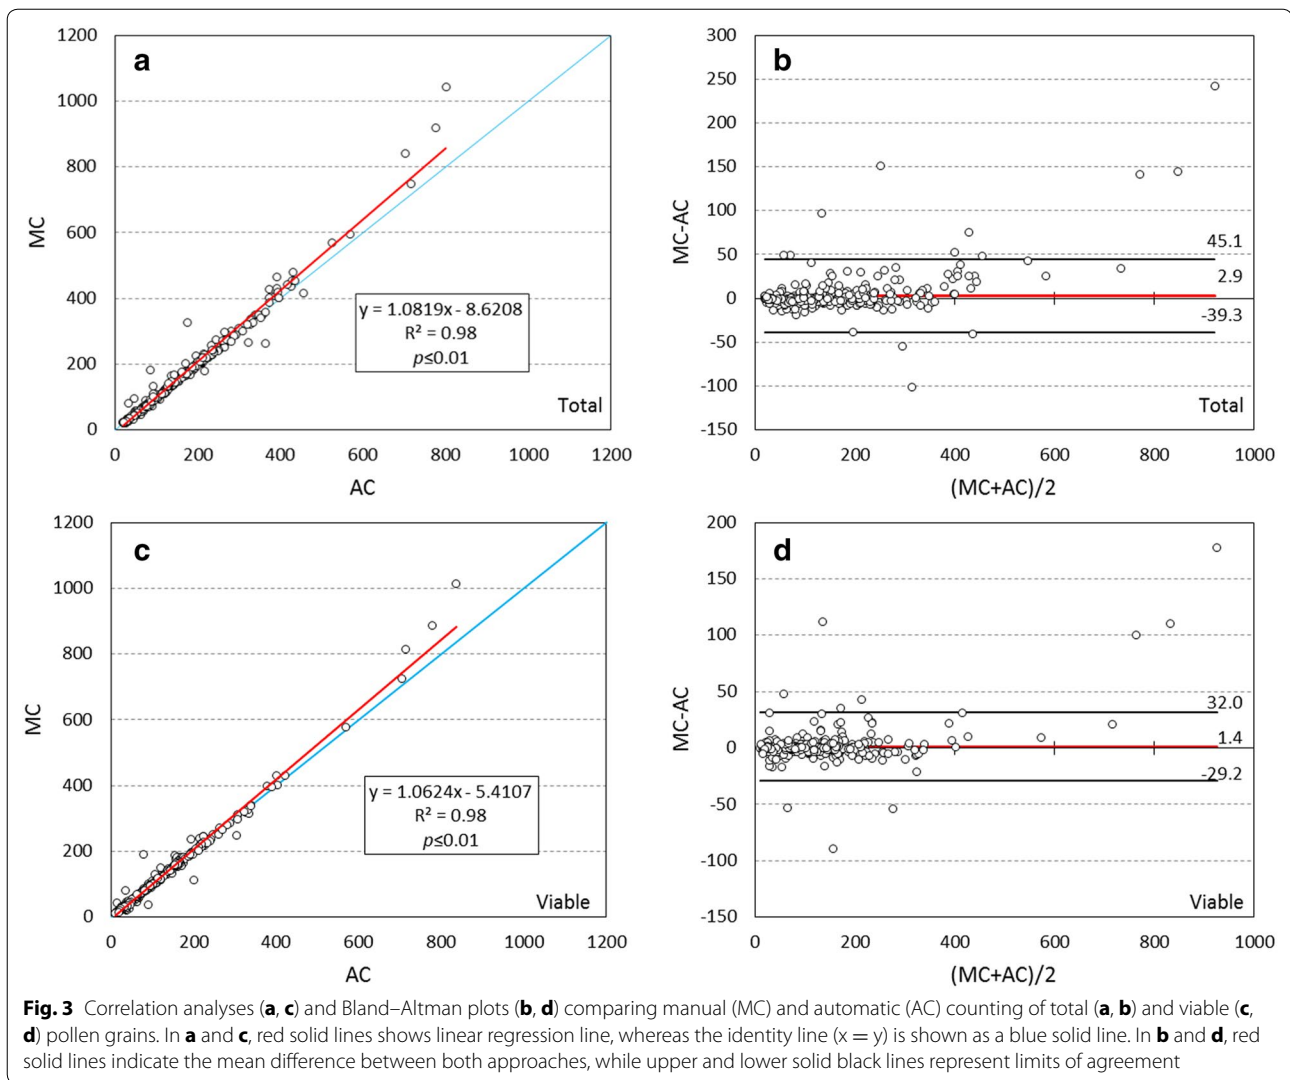 a
1200
1000
800
600
400
200
0
MC
0 200 400 600 800 1000 1200
AC
y = 1.0819x - 8.6208
R² = 0.98
p≤0.01
Total
b
300
250
200
150
100
50
0
-50
-100
-150
MC-AC
45.1
2.9
-39.3
Total
0 200 400 600 800 1000
(MC+AC)/2
c
1200
1000
800
600
400
200
0
MC
y = 1.0624x - 5.4107
R² = 0.98
p≤0.01
Viable
0 200 400 600 800 1000 1200
AC
d
200
150
100
50
0
-50
-100
-150
MC-AC
32.0
1.4
-29.2
Viable
0 200 400 600 800 1000
(MC+AC)/2
Fig. 3 Correlation analyses (a, c) and Bland–Altman plots (b, d) comparing manual (MC) and automatic (AC) counting of total (a, b) and viable (c,
d) pollen grains. In a and c, red solid lines shows linear regression line, whereas the identity line (x = y) is shown as a blue solid line. In b and d, red
solid lines indicate the mean difference between both approaches, while upper and lower solid black lines represent limits of agreement